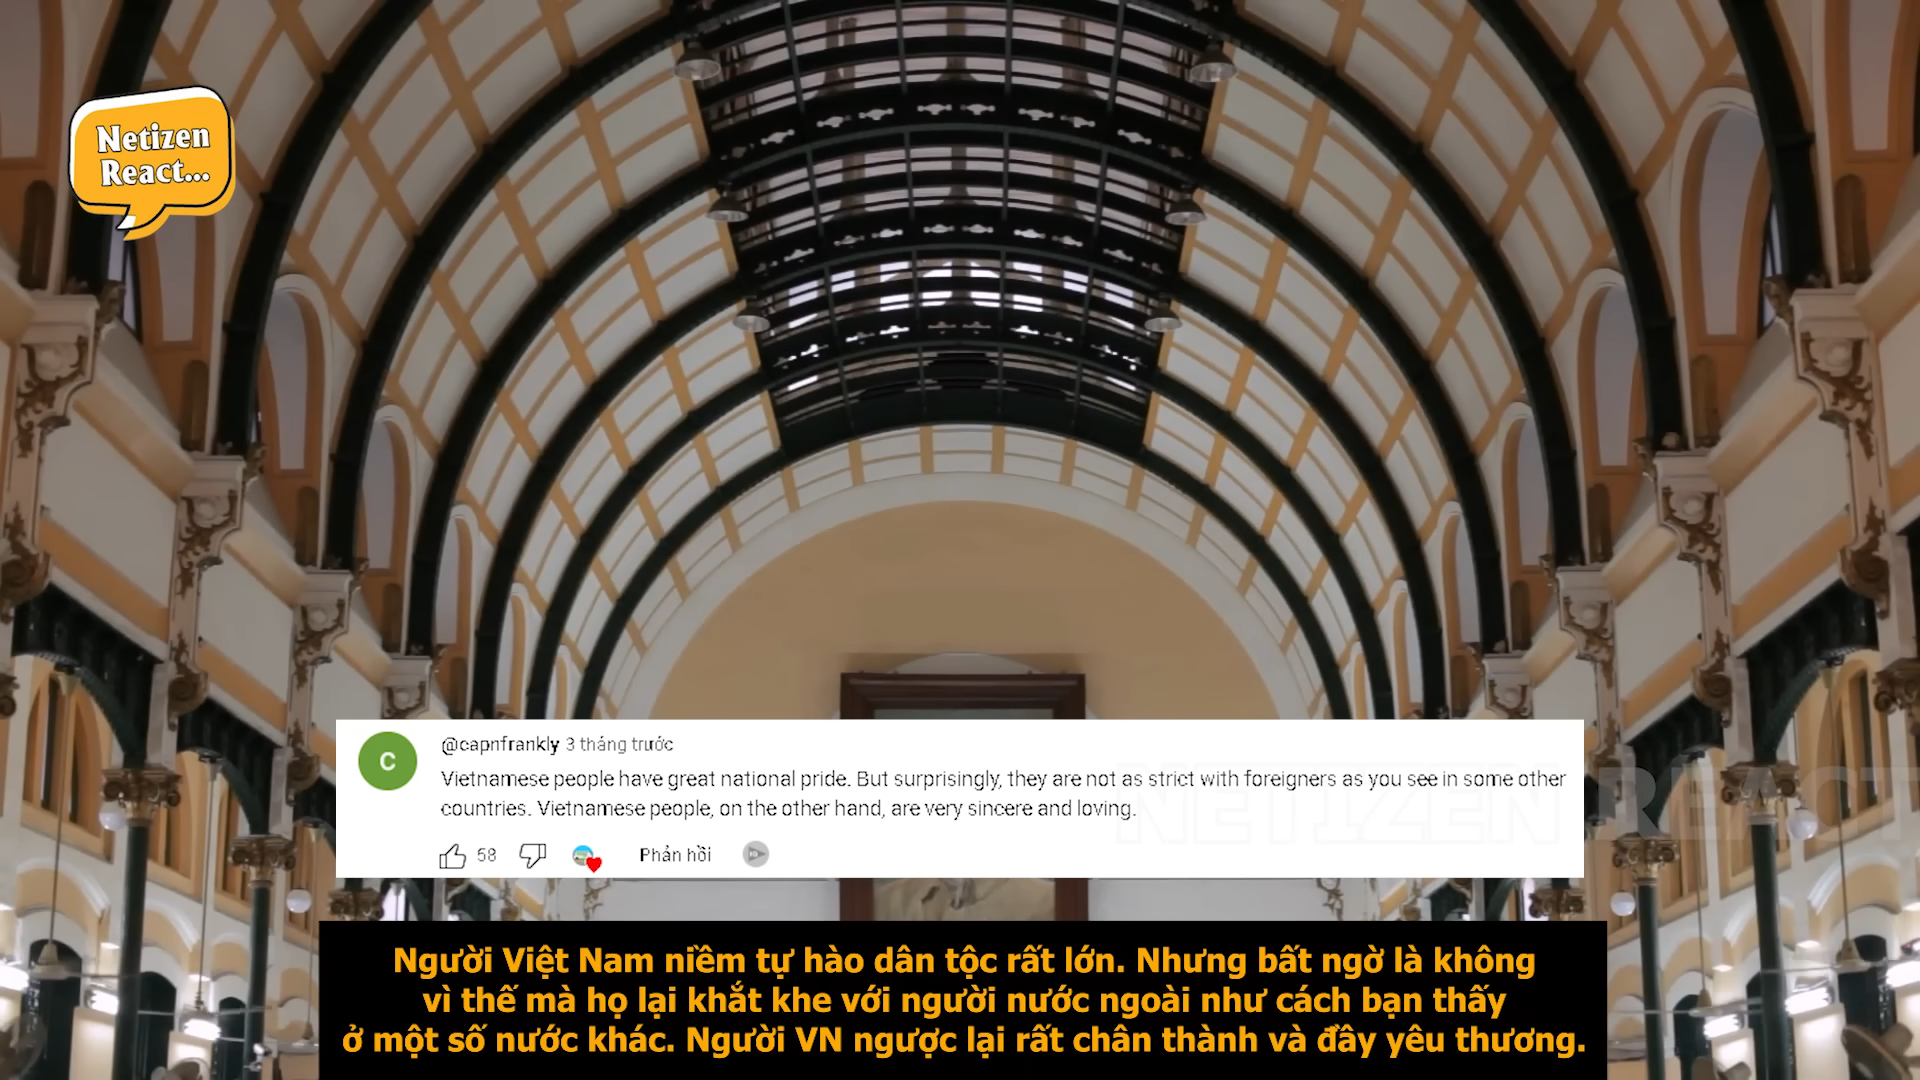 Netizen
React...
@capnfrankly 3 tháng trước
Vietnamese people have great national pride. But surprisingly, they are not as strict with foreigners as you see in some other
countries. Vietnamese people, on the other hand, are very sincere and loving.
58
Phản hồi
NETIZEN REACT
Người Việt Nam niềm tự hào dân tộc rất lớn. Nhưng bất ngờ là không
vì thế mà họ lại khắt khe với người nước ngoài như cách bạn thấy
ở một số nước khác. Người VN ngược lại rất chân thành và đầy yêu thương.